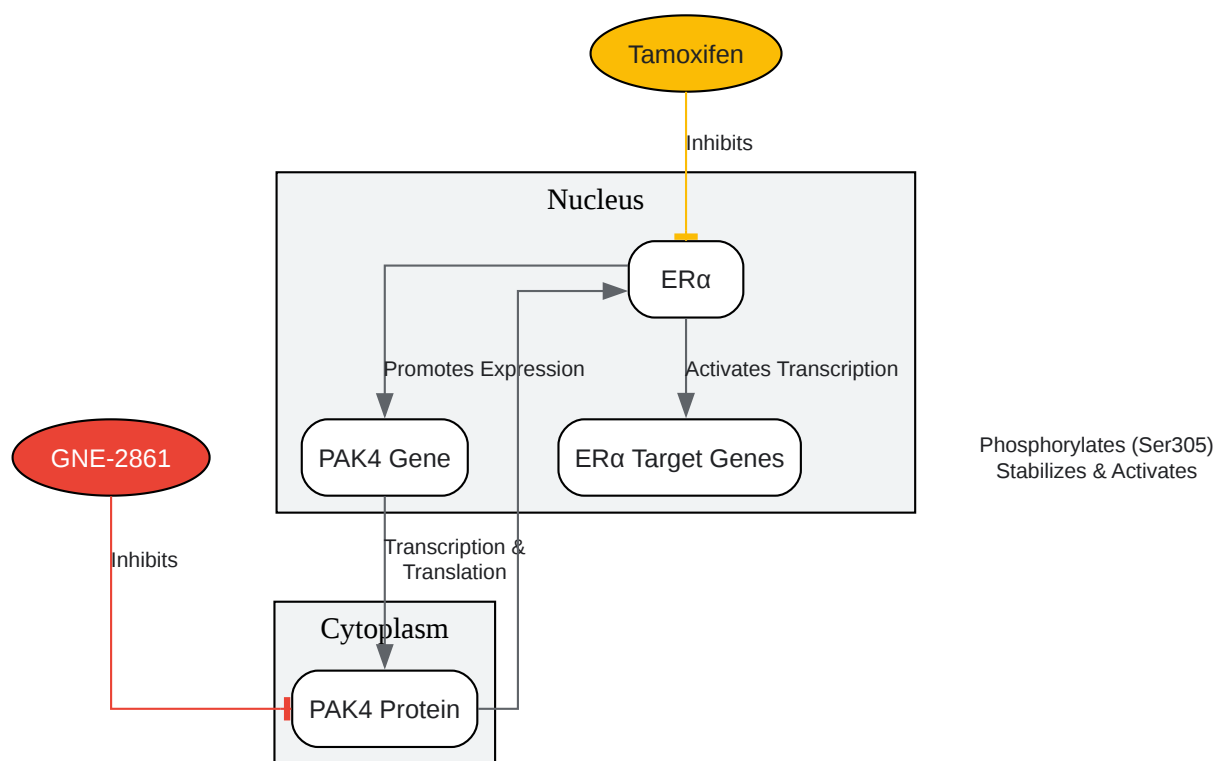 Tamoxifen
Inhibits
Nucleus
ERα
Promotes Expression
Activates Transcription
PAK4 Gene
ERα Target Genes
GNE-2861
Phosphorylates (Ser305)
Stabilizes & Activates
Inhibits
Transcription &
Translation
Cytoplasm
PAK4 Protein